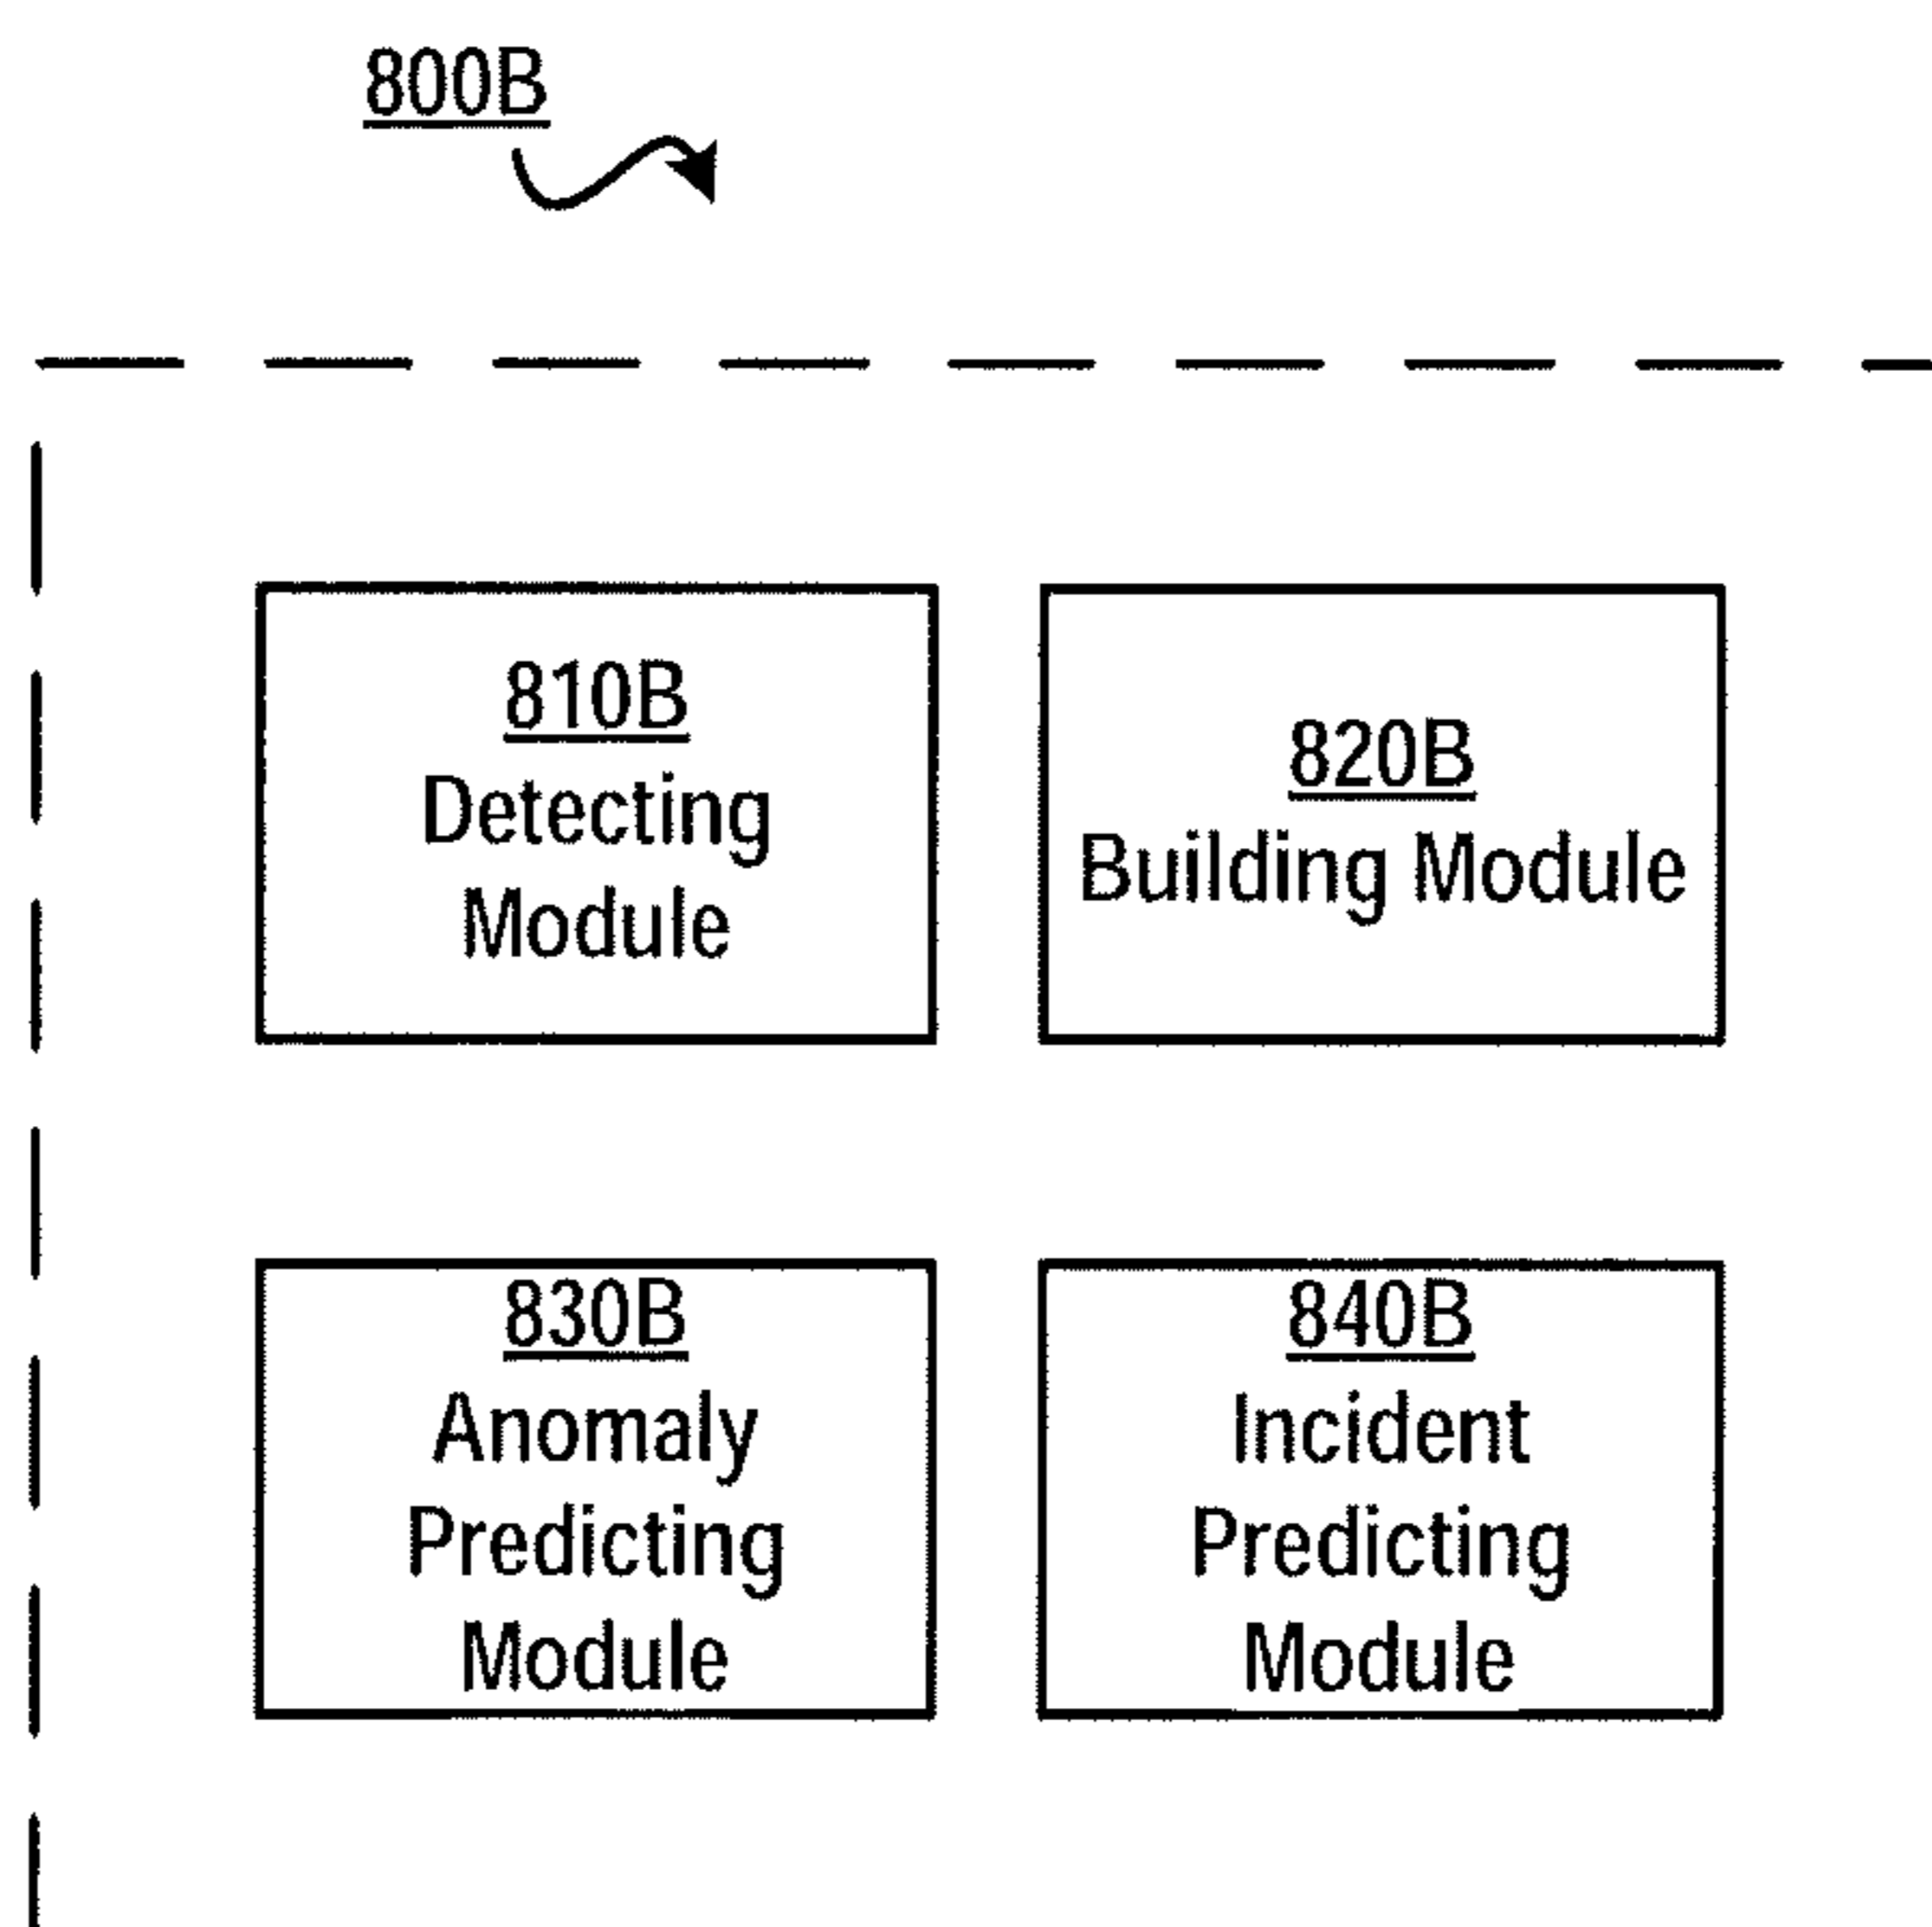 800B
810B
Detecting
Module
820B
Building Module
830B
Anomaly
Predicting
Module
840B
Incident
Predicting
Module